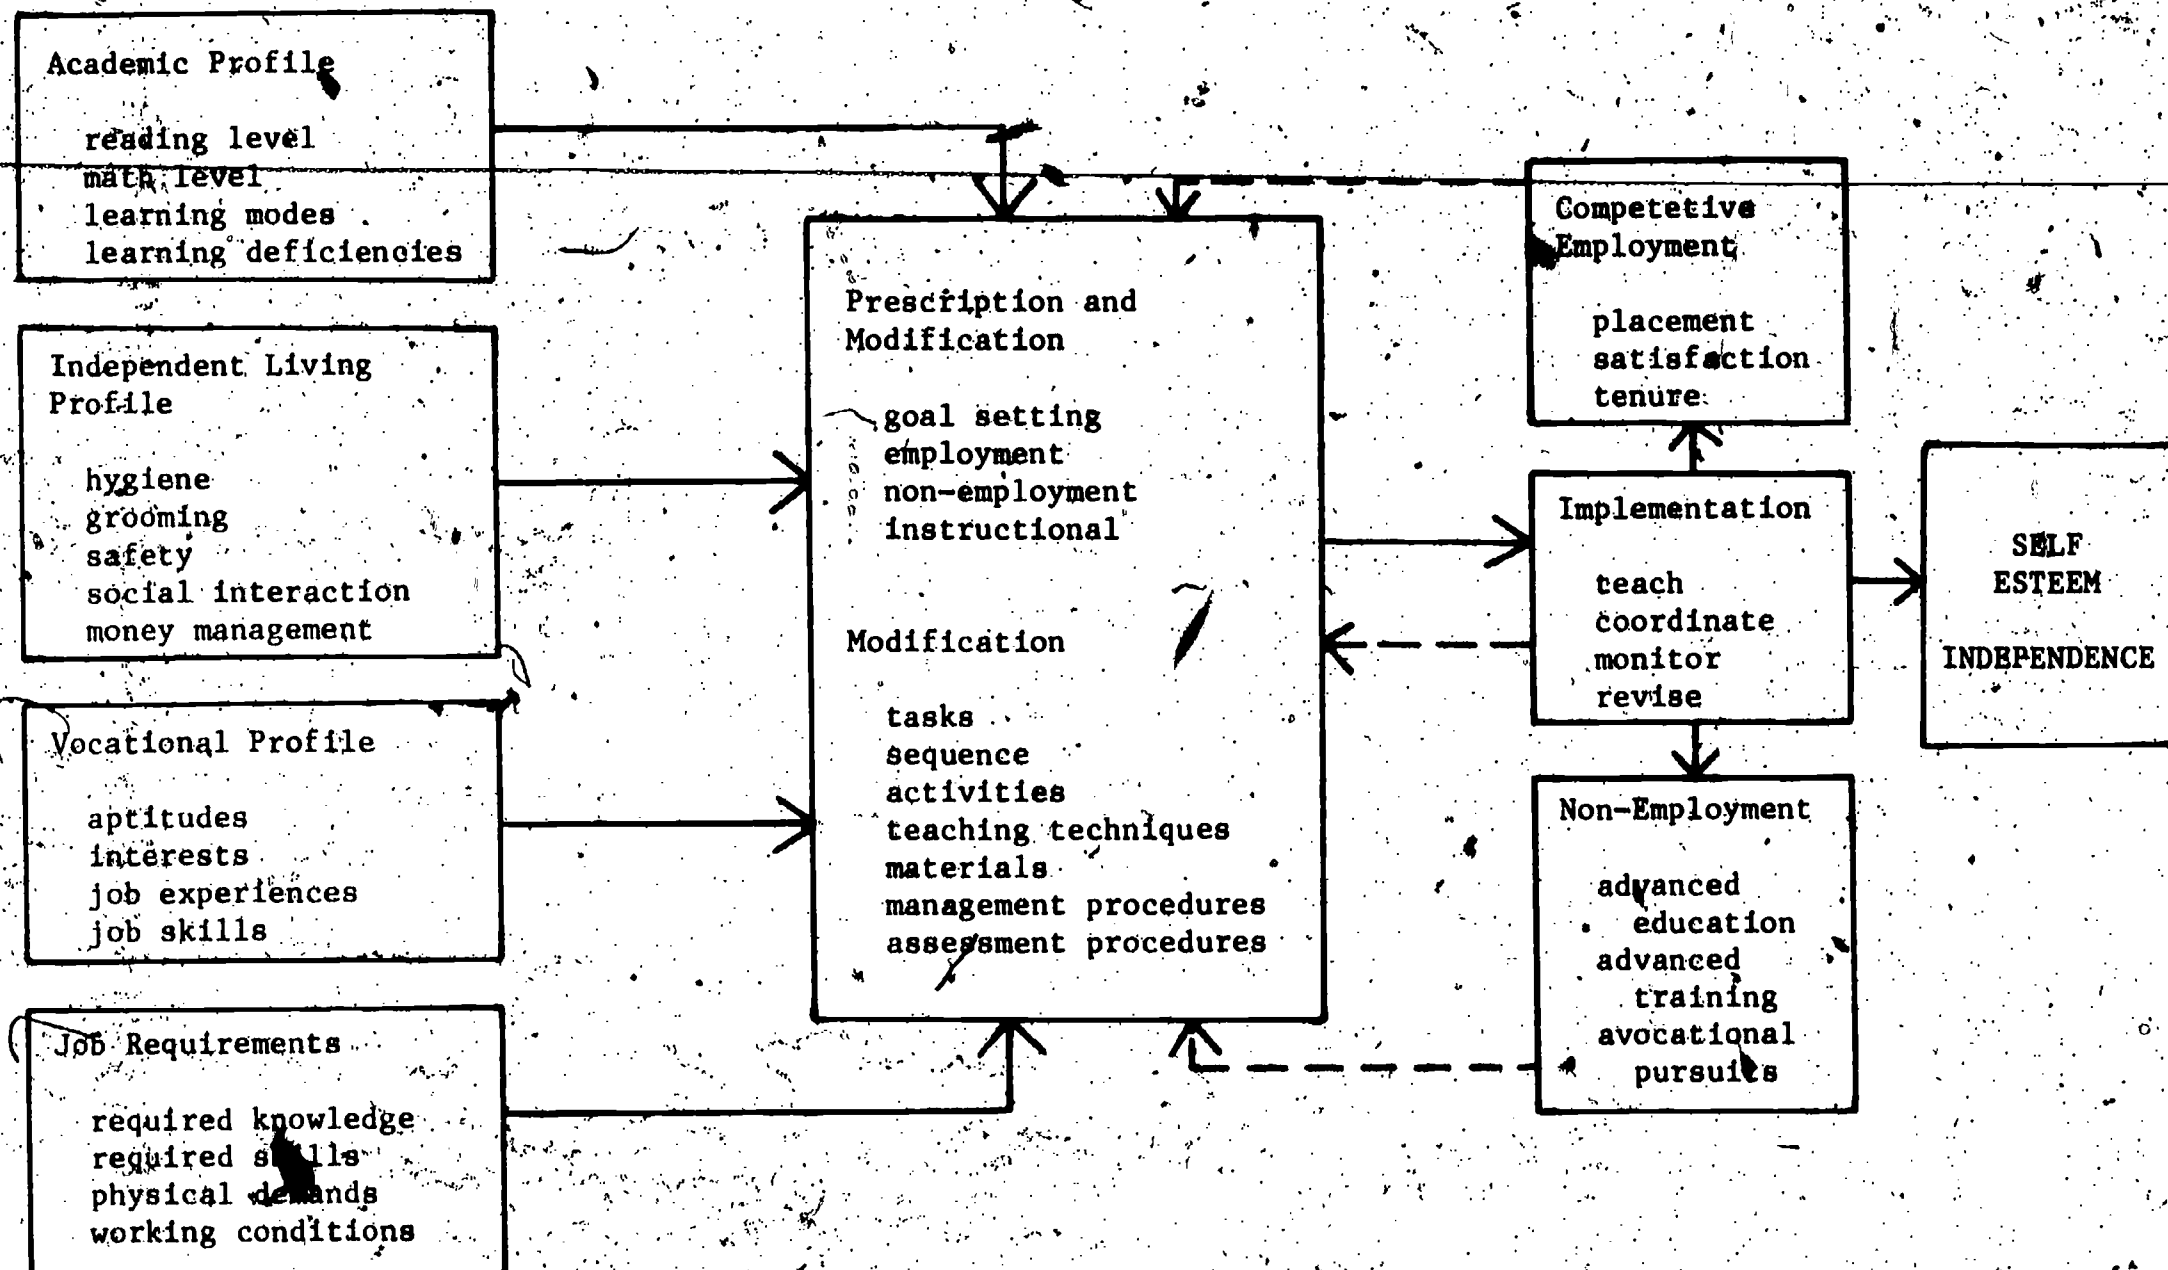 Academic Profile
reading level
math level
learning modes
learning deficiencies
Independent Living
Profile
hygiene
grooming
safety
social interaction
money management
Vocational Profile
aptitudes
interests
job experiences
job skills
Job Requirements
required knowledge
required skills
physical demands
working conditions
Prescription and
Modification
goal setting
employment
non-employment
instructional
Modification
tasks
sequence
activities
teaching techniques
materials
management procedures
assessment procedures
Competetive
Employment
placement
satisfaction
tenure
Implementation
teach
coordinate
monitor
revise
Non-Employment
advanced
education
advanced
training
avocational
pursuits
SELF
ESTEEM
INDEPENDENCE